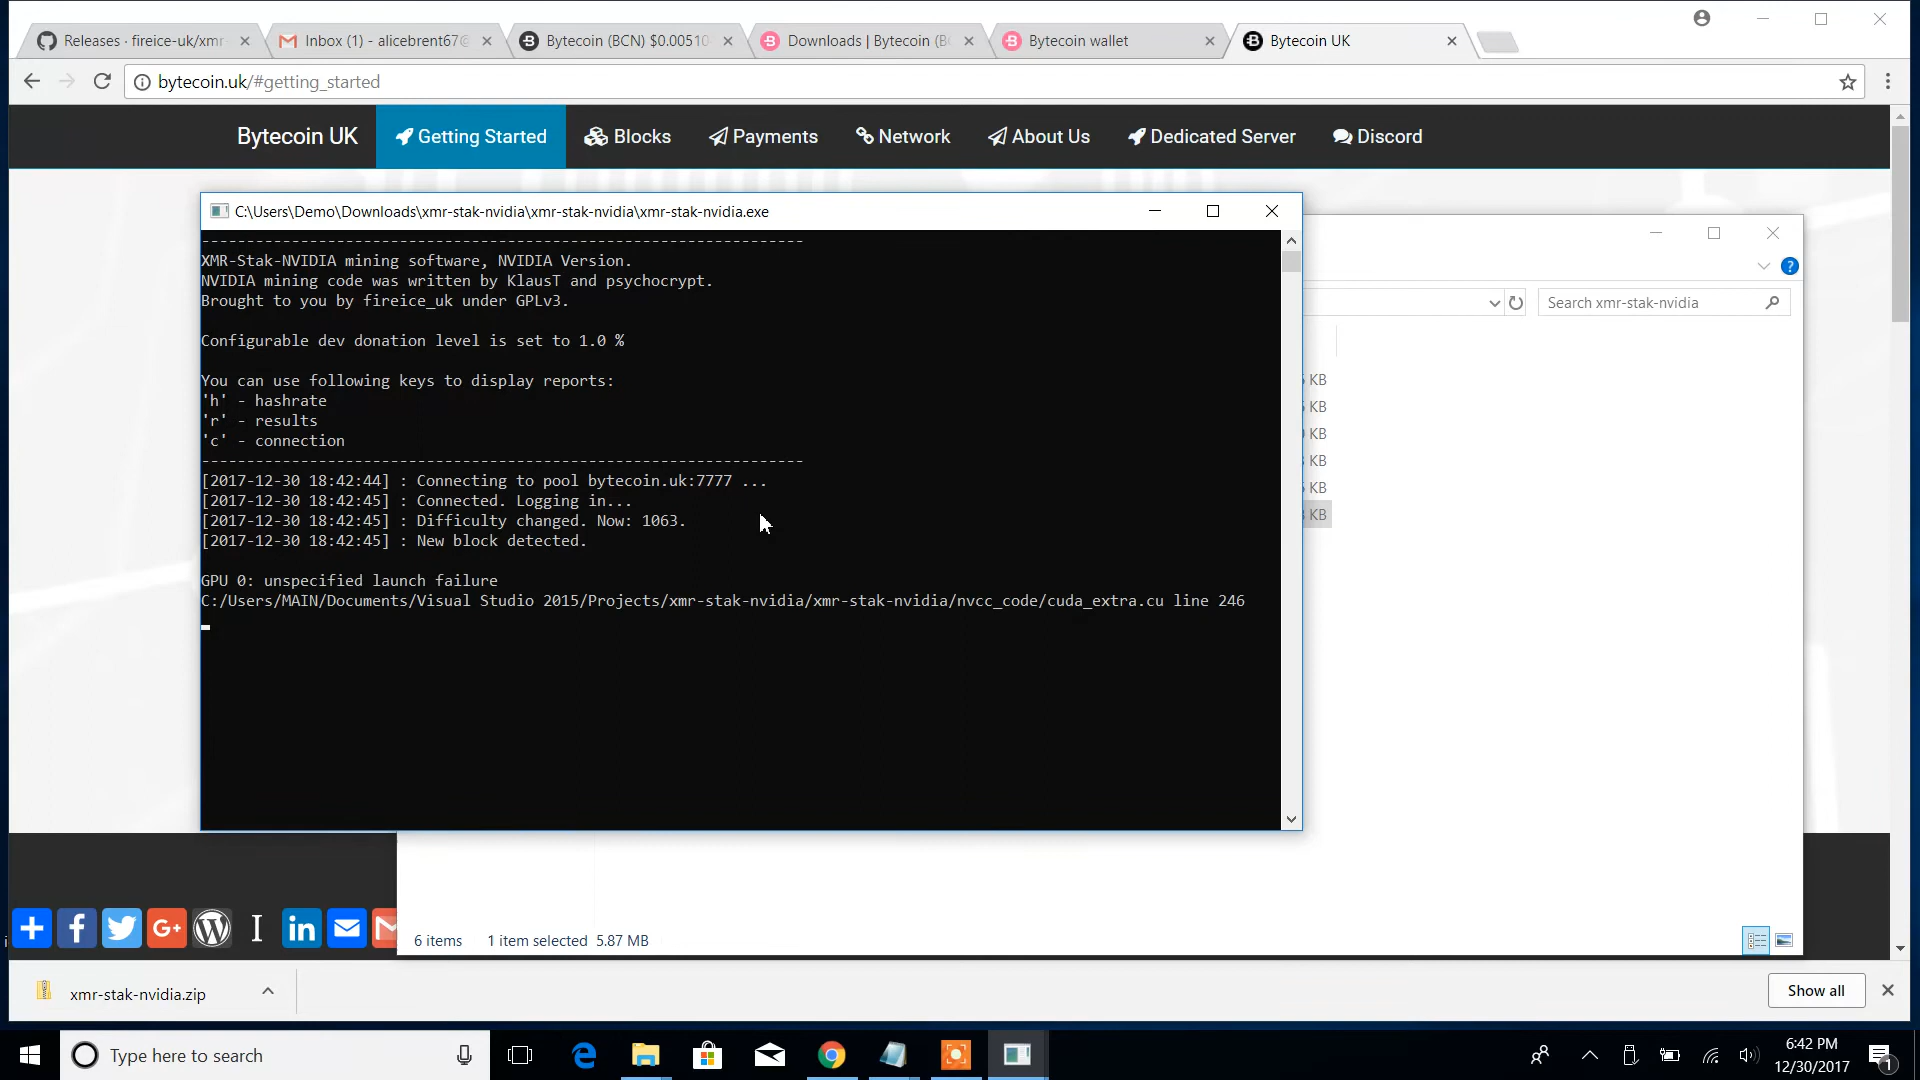 Releases · fireice-uk/xmr-
Inbox (1) - alicebrent67@
Bytecoin (BCN) $0.00510
Downloads | Bytecoin (BC
Bytecoin wallet
Bytecoin UK
bytecoin.uk/#getting_started
Bytecoin UK
Getting Started
Blocks
Payments
Network
About Us
Dedicated Server
Discord
C:\Users\Demo\Downloads\xmr-stak-nvidia\xmr-stak-nvidia\xmr-stak-nvidia.exe
-------------------------------------------------------------------
XMR-Stak-NVIDIA mining software, NVIDIA Version.
NVIDIA mining code was written by KlausT and psychocrypt.
Brought to you by fireice_uk under GPLv3.
Configurable dev donation level is set to 1.0 %
You can use following keys to display reports:
'h' - hashrate
'r' - results
'c' - connection
-------------------------------------------------------------------
[2017-12-30 18:42:44] : Connecting to pool bytecoin.uk:7777 ...
[2017-12-30 18:42:45] : Connected. Logging in...
[2017-12-30 18:42:45] : Difficulty changed. Now: 1063.
[2017-12-30 18:42:45] : New block detected.
GPU 0: unspecified launch failure
C:/Users/MAIN/Documents/Visual Studio 2015/Projects/xmr-stak-nvidia/xmr-stak-nvidia/nvcc_code/cuda_extra.cu line 246
Search xmr-stak-nvidia
KB
KB
KB
KB
KB
KB
6 items 1 item selected 5.87 MB
xmr-stak-nvidia.zip
Show all
Type here to search
6:42 PM
12/30/2017
1